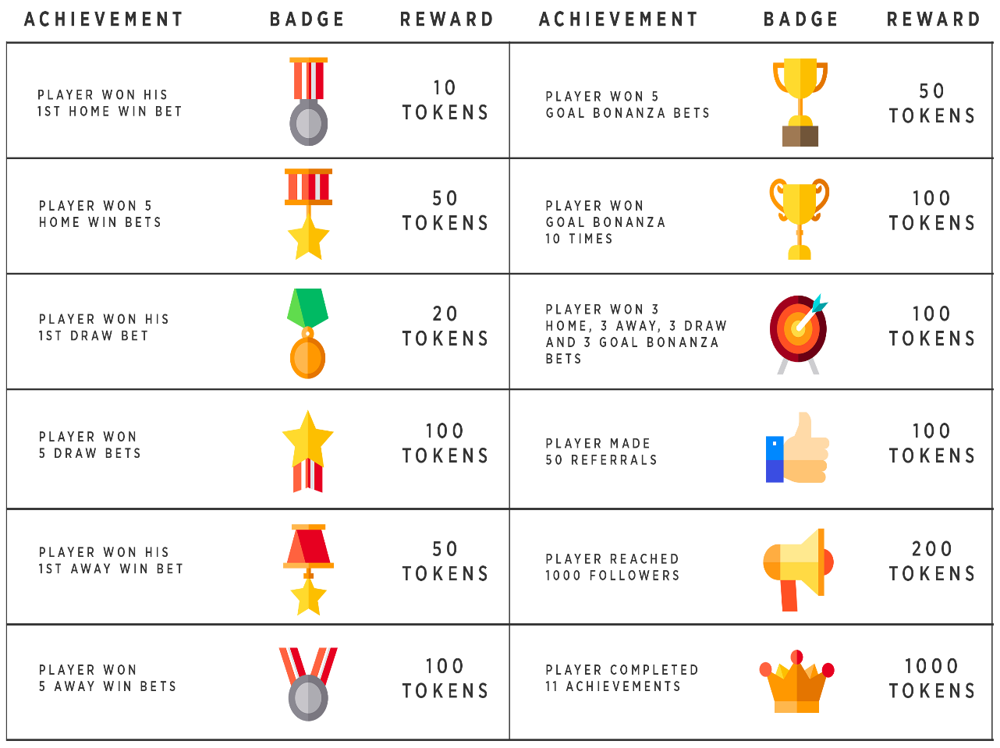 ACHIEVEMENT BADGE REWARD ACHIEVEMENT BADGE REWARD
PLAYER WON HIS
1ST HOME WIN BET
10
TOKENS
PLAYER WON 5
GOAL BONANZA BETS
50
TOKENS
PLAYER WON 5
HOME WIN BETS
50
TOKENS
PLAYER WON
GOAL BONANZA
10 TIMES
100
TOKENS
PLAYER WON HIS
1ST DRAW BET
20
TOKENS
PLAYER WON 3
HOME, 3 AWAY, 3 DRAW
AND 3 GOAL BONANZA
BETS
100
TOKENS
PLAYER WON
5 DRAW BETS
100
TOKENS
PLAYER MADE
50 REFERRALS
100
TOKENS
PLAYER WON HIS
1ST AWAY WIN BET
50
TOKENS
PLAYER REACHED
1000 FOLLOWERS
200
TOKENS
PLAYER WON
5 AWAY WIN BETS
100
TOKENS
PLAYER COMPLETED
11 ACHIEVEMENTS
1000
TOKENS